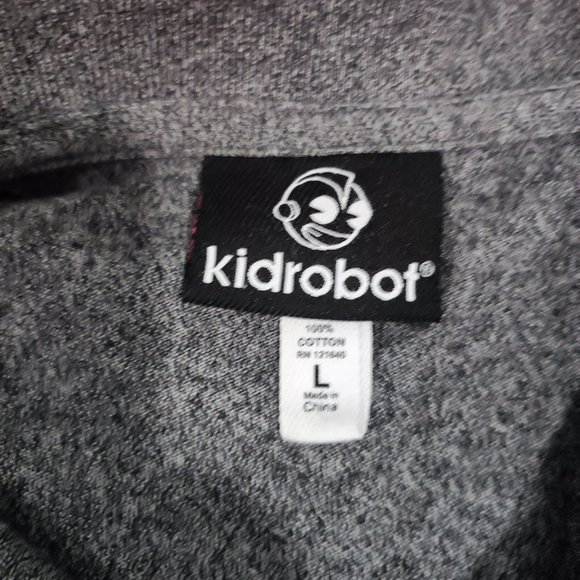 kidrobot®
100%
COTTON
RN 121640
L
Made in
China